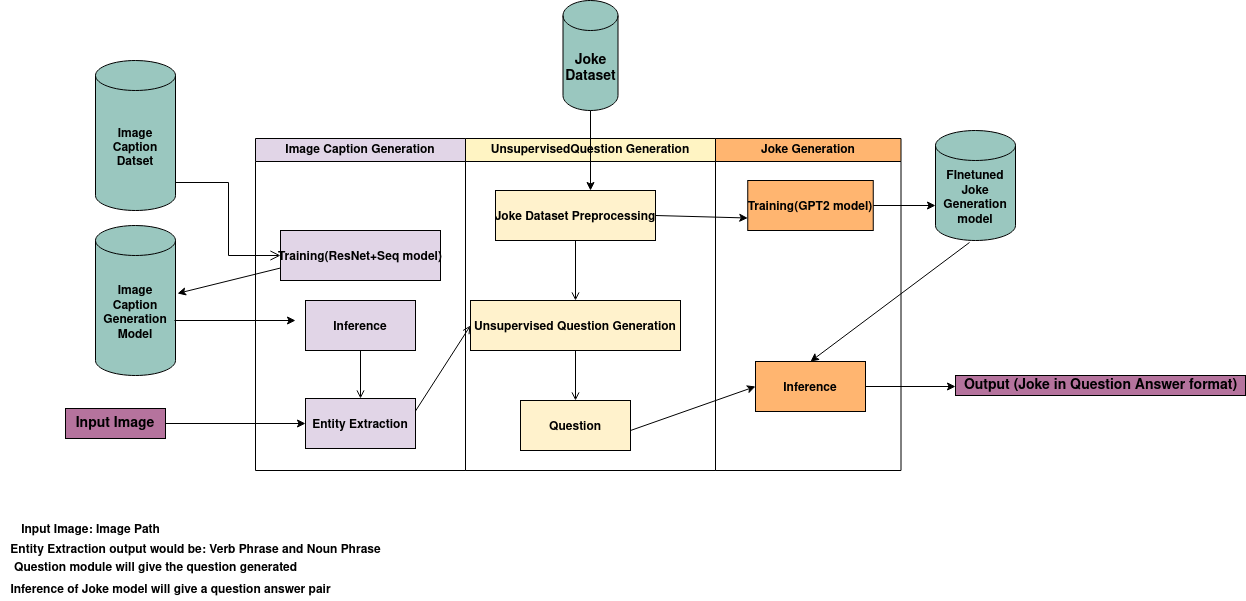 Joke
Dataset
Image
Caption
Datset
Image Caption Generation
UnsupervisedQuestion Generation
Joke Generation
FInetuned
Joke
Generation
model
Joke Dataset Preprocessing
Training(GPT2 model)
Training(ResNet+Seq model)
Image
Caption
Generation
Model
Inference
Unsupervised Question Generation
Inference
Output (Joke in Question Answer format)
Input Image
Entity Extraction
Question
Input Image: Image Path
Entity Extraction output would be: Verb Phrase and Noun Phrase
Question module will give the question generated
Inference of Joke model will give a question answer pair